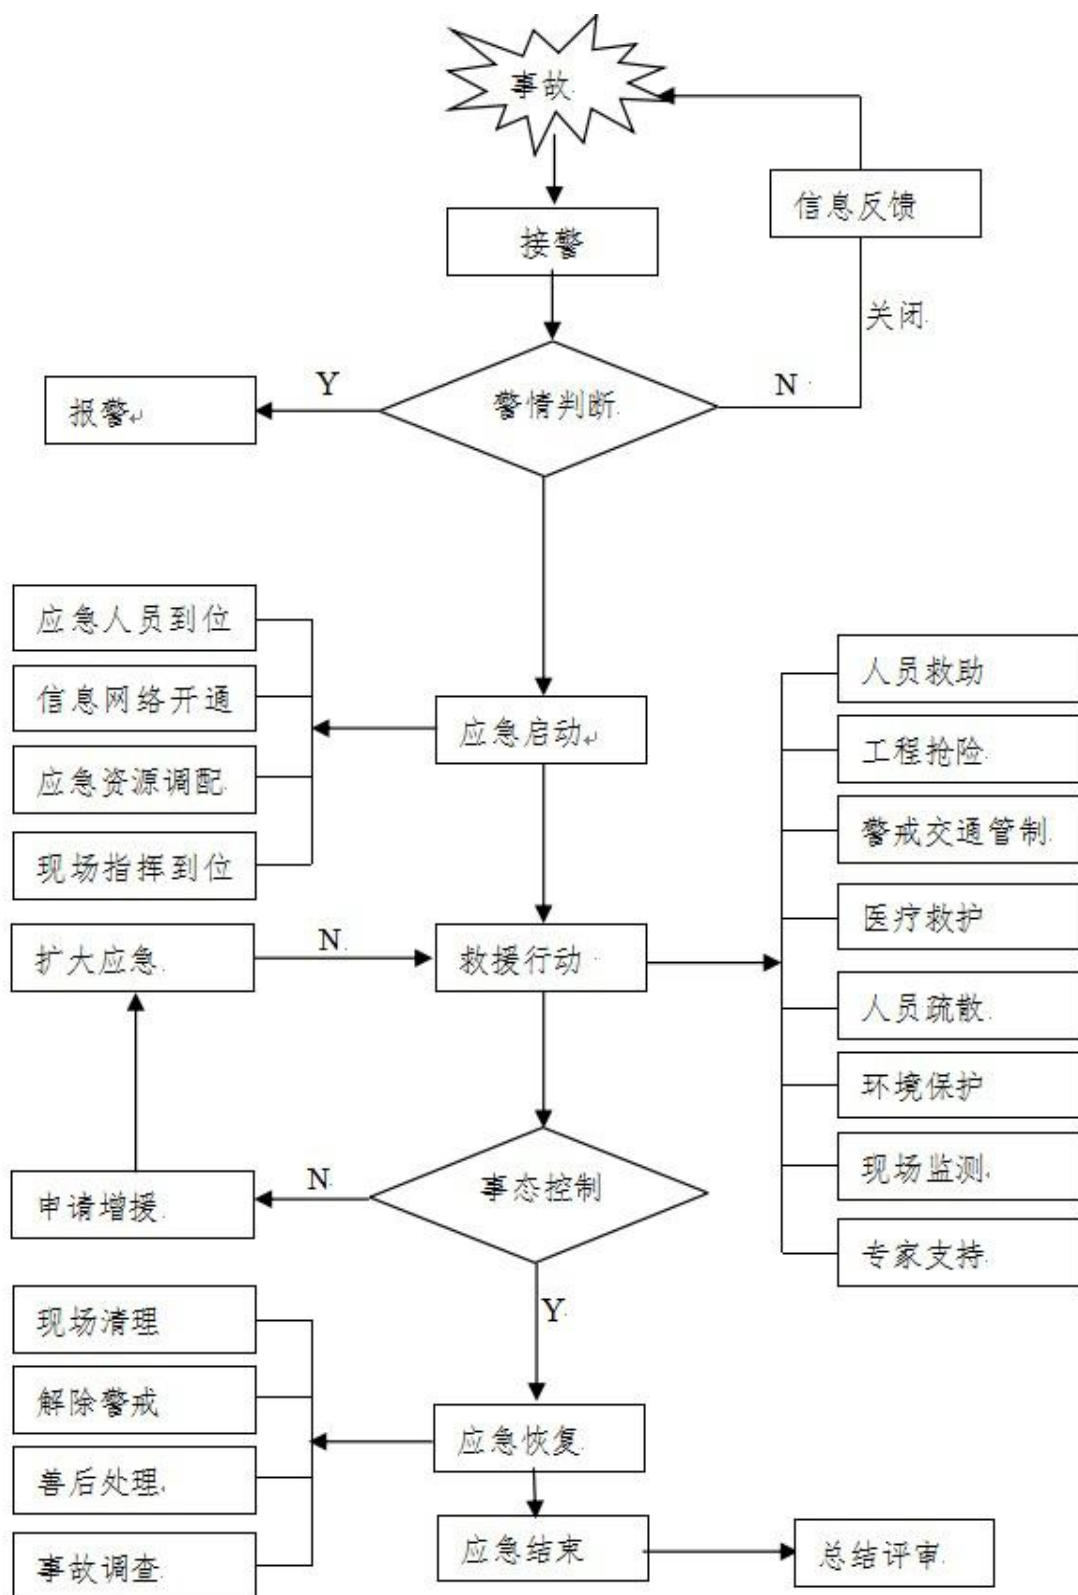 事故
接警
信息反馈
关闭
警情判断
Y
N
报警
应急人员到位
信息网络开通
应急资源调配
现场指挥到位
应急启动
人员救助
工程抢险
警戒交通管制
医疗救护
人员疏散
环境保护
现场监测
专家支持
扩大应急
N
救援行动
申请增援
N
事态控制
Y
现场清理
解除警戒
善后处理
事故调查
应急恢复
应急结束
总结评审